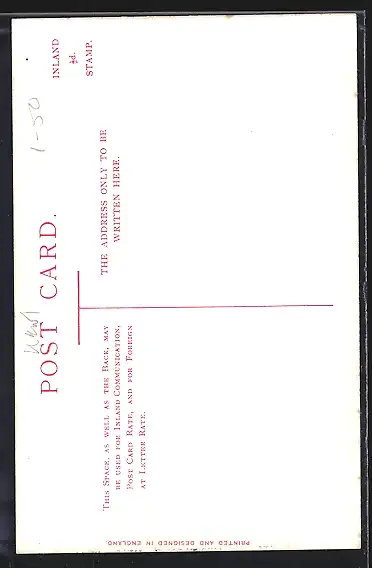 POST CARD.
INLAND
½d.
STAMP.
1-50
THIS SPACE, AS WELL AS THE BACK, MAY
BE USED FOR INLAND COMMUNICATION,
POST CARD RATE, AND FOR FOREIGN
AT LETTER RATE.
THE ADDRESS ONLY TO BE
WRITTEN HERE.
PRINTED AND DESIGNED IN ENGLAND.